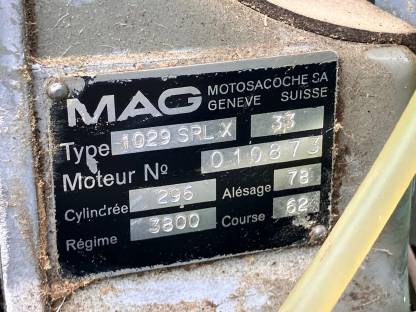 MAG MOTOSACOCHE SA
GENEVE SUISSE
Type 1029 SRL X 33
Moteur No 010873
Cylindrée 296 Alésage 78
Régime 3800 Course 62